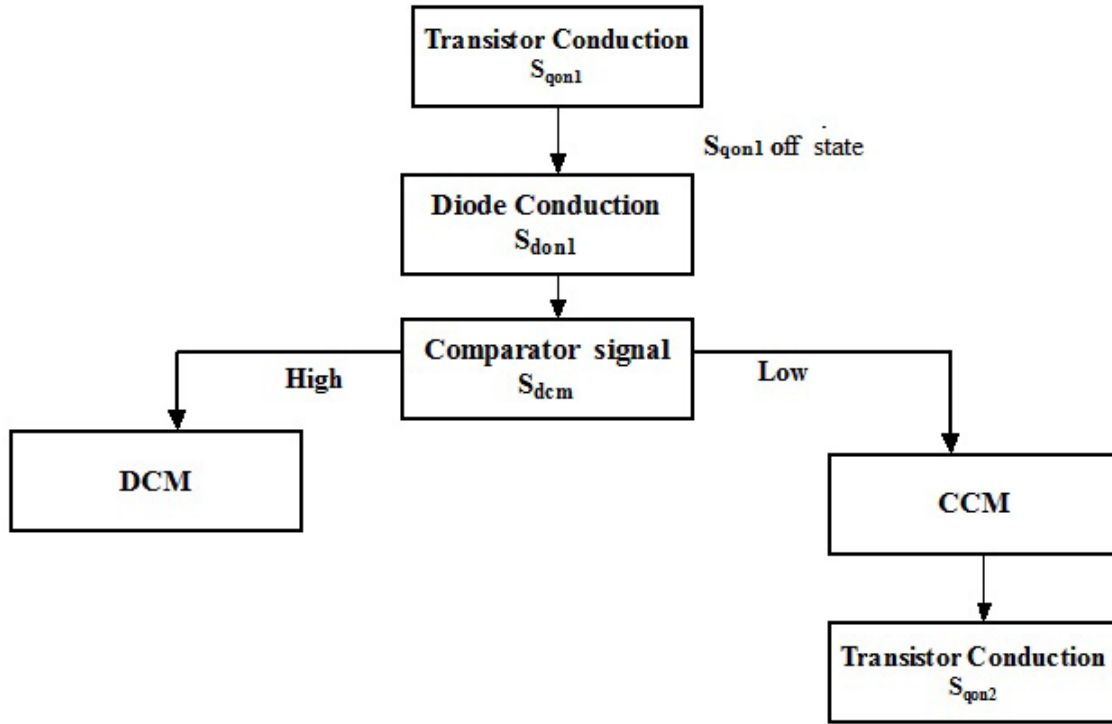 Transistor Conduction
Sqon1
Sqon1 off state
Diode Conduction
Sdon1
Comparator signal
Sdcm
High
Low
DCM
CCM
Transistor Conduction
Sqon2